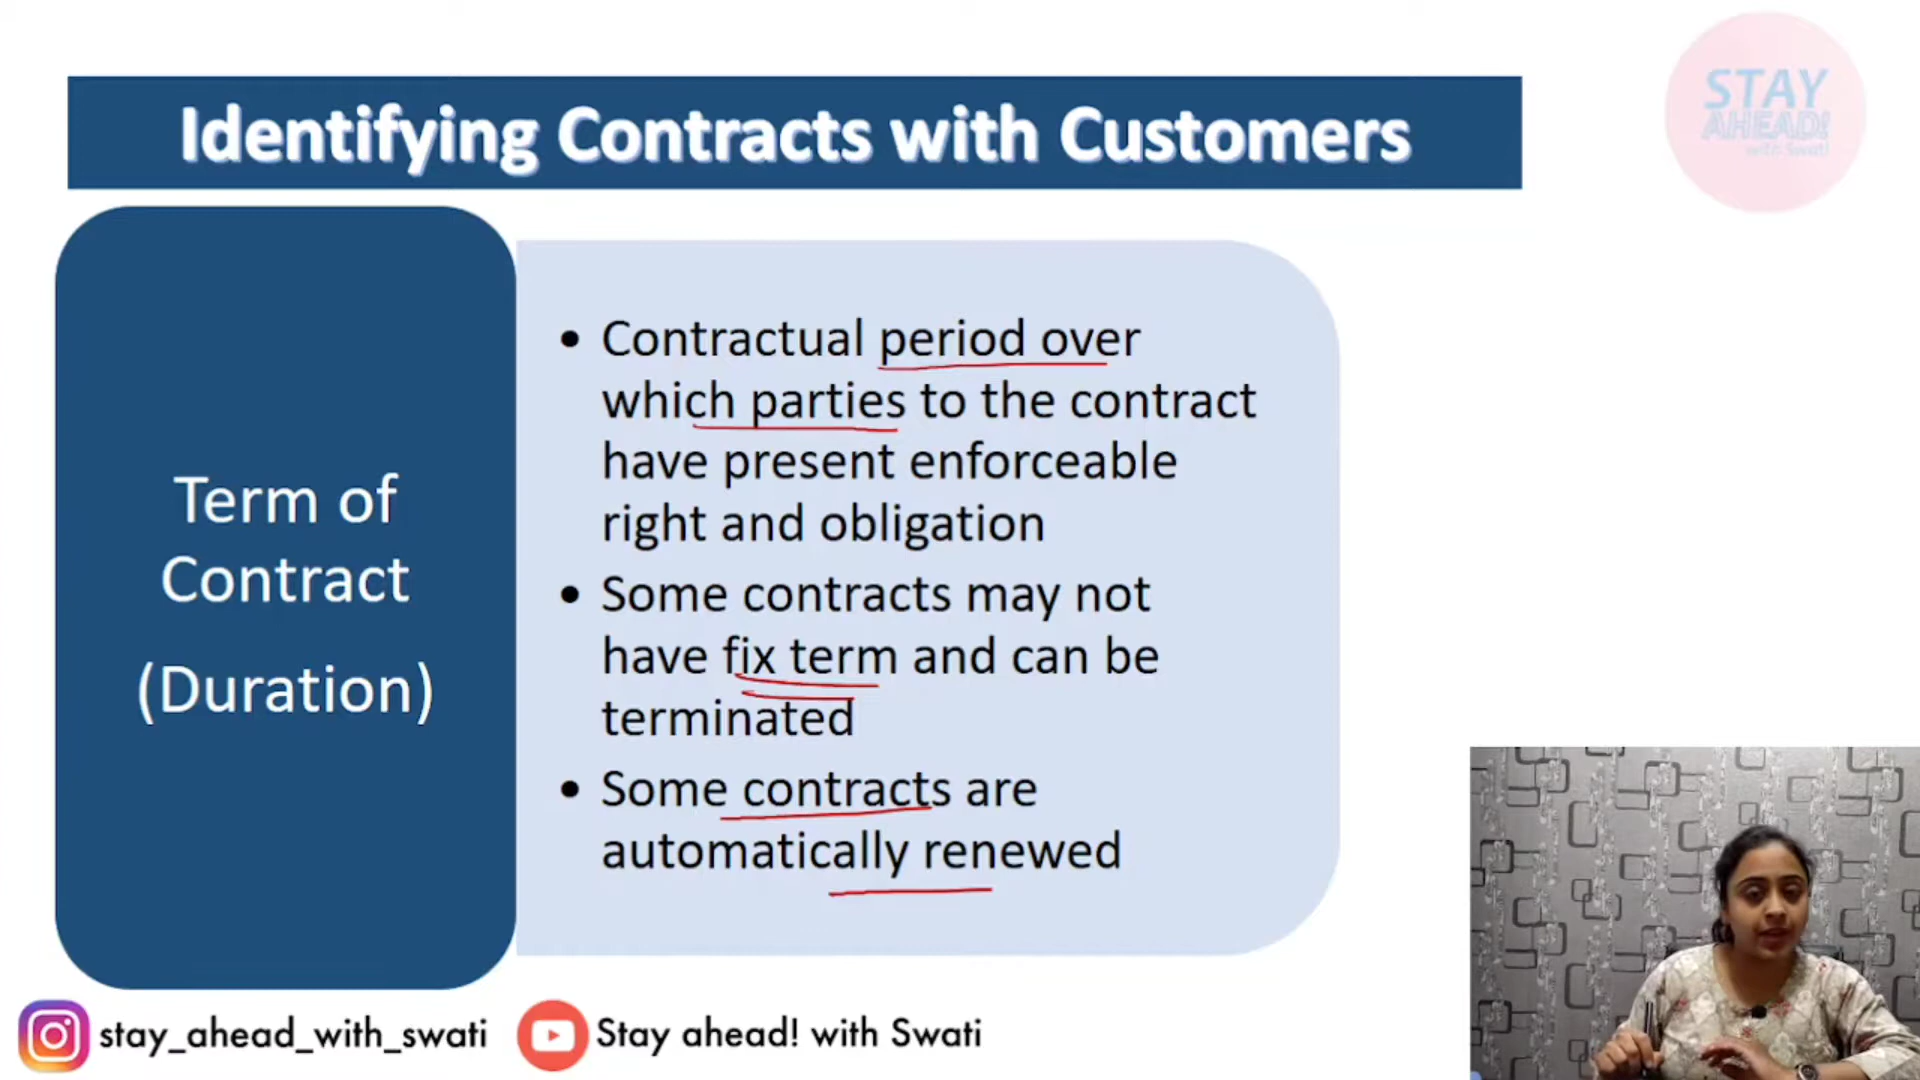 STAY
AHEAD!
with Swati
Identifying Contracts with Customers
Term of
Contract
(Duration)
• Contractual period over
which parties to the contract
have present enforceable
right and obligation
• Some contracts may not
have fix term and can be
terminated
• Some contracts are
automatically renewed
stay_ahead_with_swati
Stay ahead! with Swati